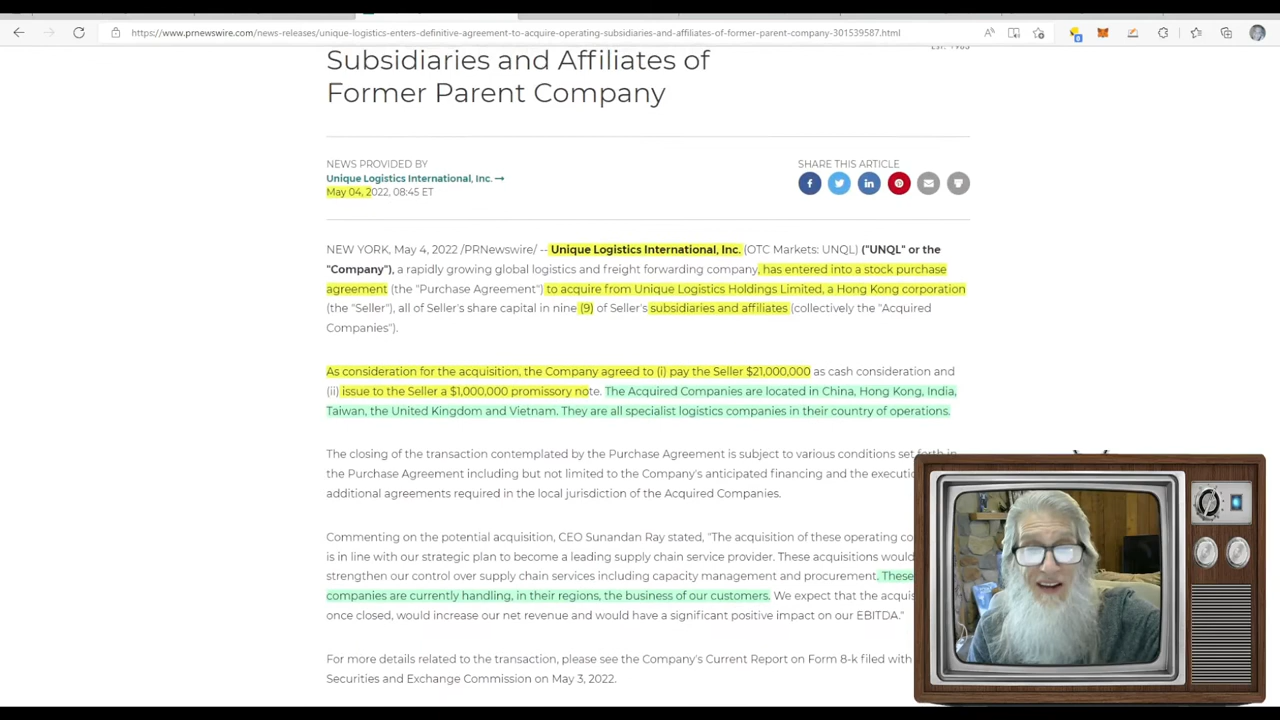 https://www.prnewswire.com/news-releases/unique-logistics-enters-definitive-agreement-to-acquire-operating-subsidiaries-and-affiliates-of-former-parent-company-301539587.html
Subsidiaries and Affiliates of
Former Parent Company
NEWS PROVIDED BY
Unique Logistics International, Inc. →
May 04, 2022, 08:45 ET
SHARE THIS ARTICLE
NEW YORK, May 4, 2022 /PRNewswire/ -- Unique Logistics International, Inc. (OTC Markets: UNQL) ("UNQL" or the
"Company"), a rapidly growing global logistics and freight forwarding company, has entered into a stock purchase
agreement (the "Purchase Agreement") to acquire from Unique Logistics Holdings Limited, a Hong Kong corporation
(the "Seller"), all of Seller's share capital in nine (9) of Seller's subsidiaries and affiliates (collectively the "Acquired
Companies").
As consideration for the acquisition, the Company agreed to (i) pay the Seller $21,000,000 as cash consideration and
(ii) issue to the Seller a $1,000,000 promissory note. The Acquired Companies are located in China, Hong Kong, India,
Taiwan, the United Kingdom and Vietnam. They are all specialist logistics companies in their country of operations.
The closing of the transaction contemplated by the Purchase Agreement is subject to various conditions set forth in
the Purchase Agreement including but not limited to the Company's anticipated financing and the
additional agreements required in the local jurisdiction of the Acquired Companies.
Commenting on the potential acquisition, CEO Sunandan Ray stated, "The acquisition of these operating
is in line with our strategic plan to become a leading supply chain service provider. These acquisitions would
strengthen our control over supply chain services including capacity management and procurement. These
companies are currently handling, in their regions, the business of our customers. We expect that the
once closed, would increase our net revenue and would have a significant positive impact on our EBITDA."
For more details related to the transaction, please see the Company's Current Report on Form 8-k filed with
Securities and Exchange Commission on May 3, 2022.